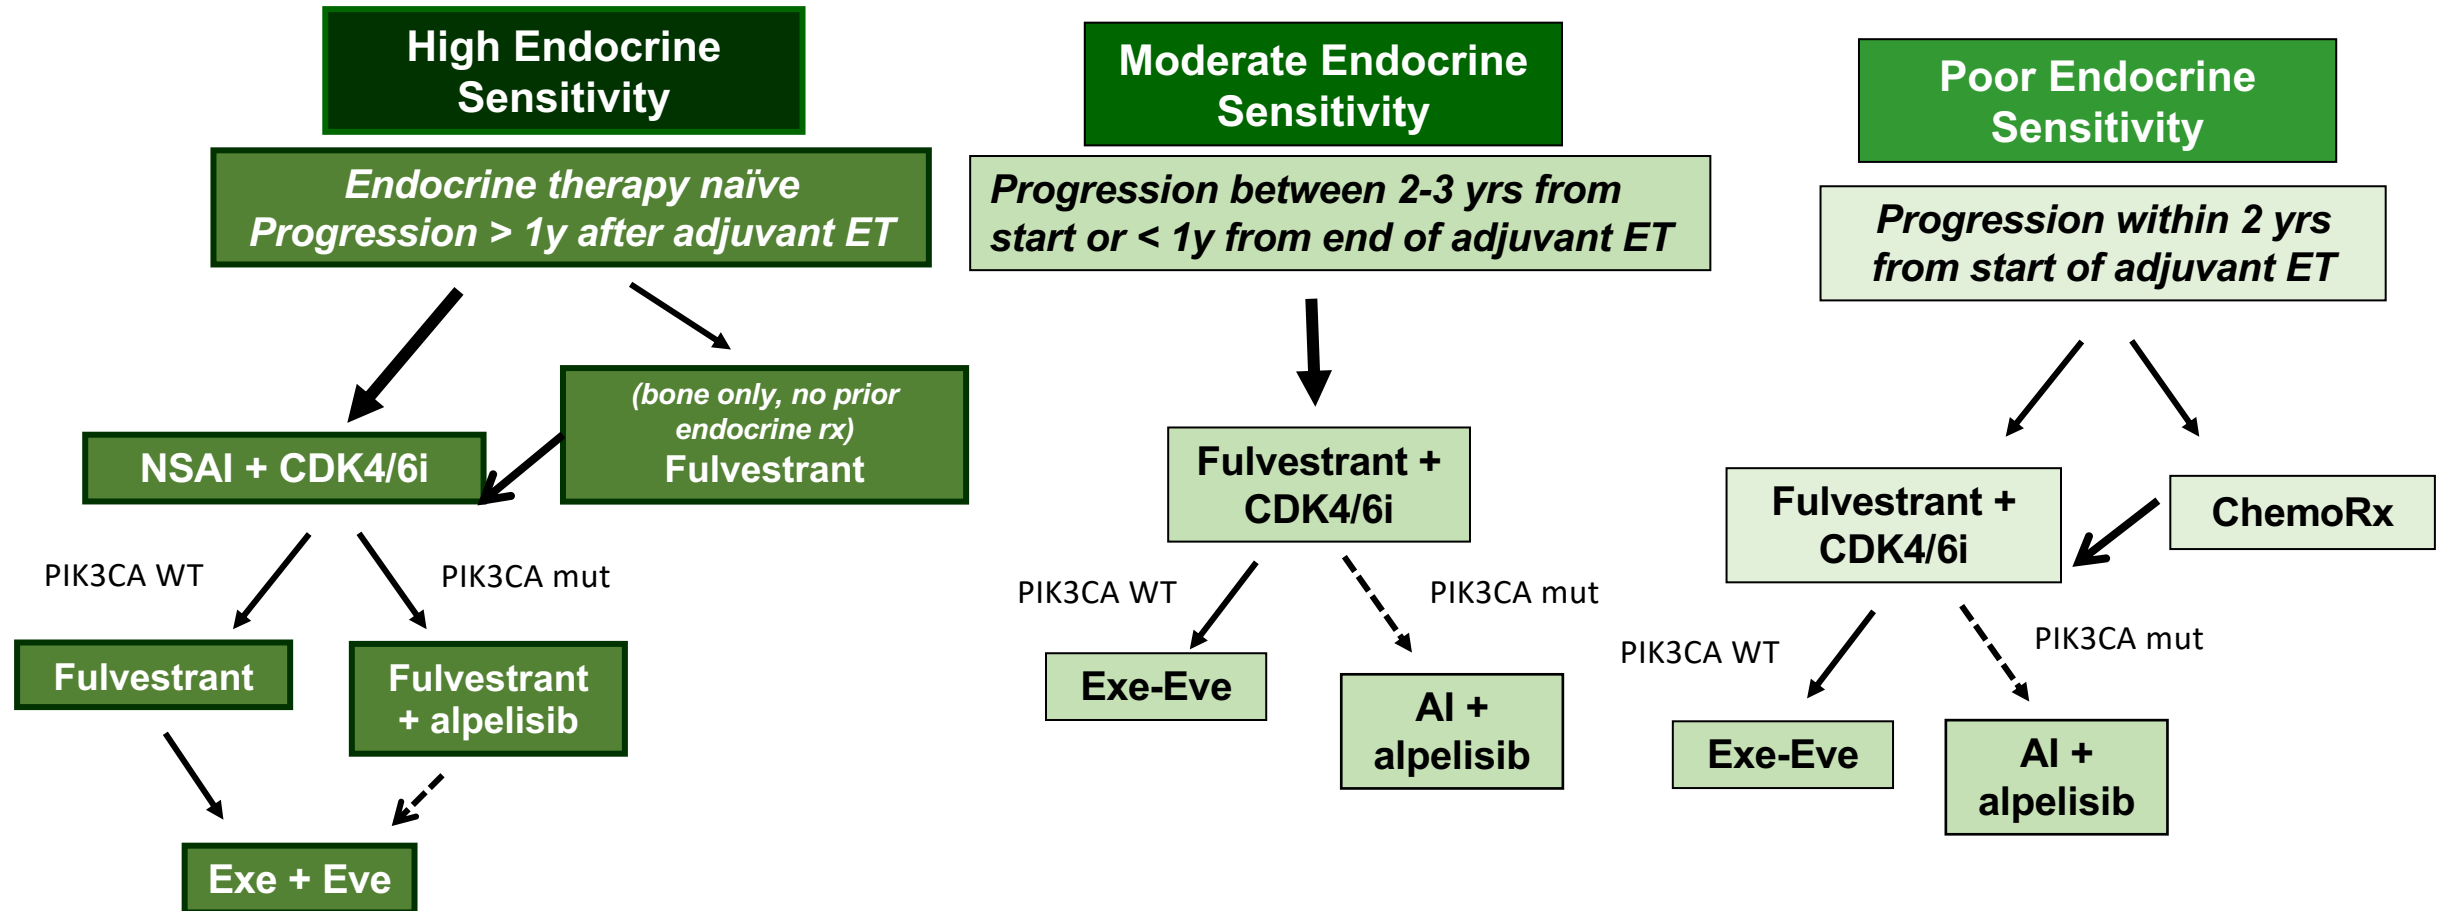 High Endocrine
Sensitivity
Endocrine therapy naïve
Progression > 1y after adjuvant ET
(bone only, no prior
endocrine rx)
Fulvestrant
NSAI + CDK4/6i
PIK3CA WT
PIK3CA mut
Fulvestrant
Fulvestrant
+ alpelisib
Exe + Eve
Moderate Endocrine
Sensitivity
Progression between 2-3 yrs from
start or < 1y from end of adjuvant ET
Fulvestrant +
CDK4/6i
PIK3CA WT
PIK3CA mut
Exe-Eve
AI +
alpelisib
Poor Endocrine
Sensitivity
Progression within 2 yrs
from start of adjuvant ET
Fulvestrant +
CDK4/6i
ChemoRx
PIK3CA WT
PIK3CA mut
Exe-Eve
AI +
alpelisib